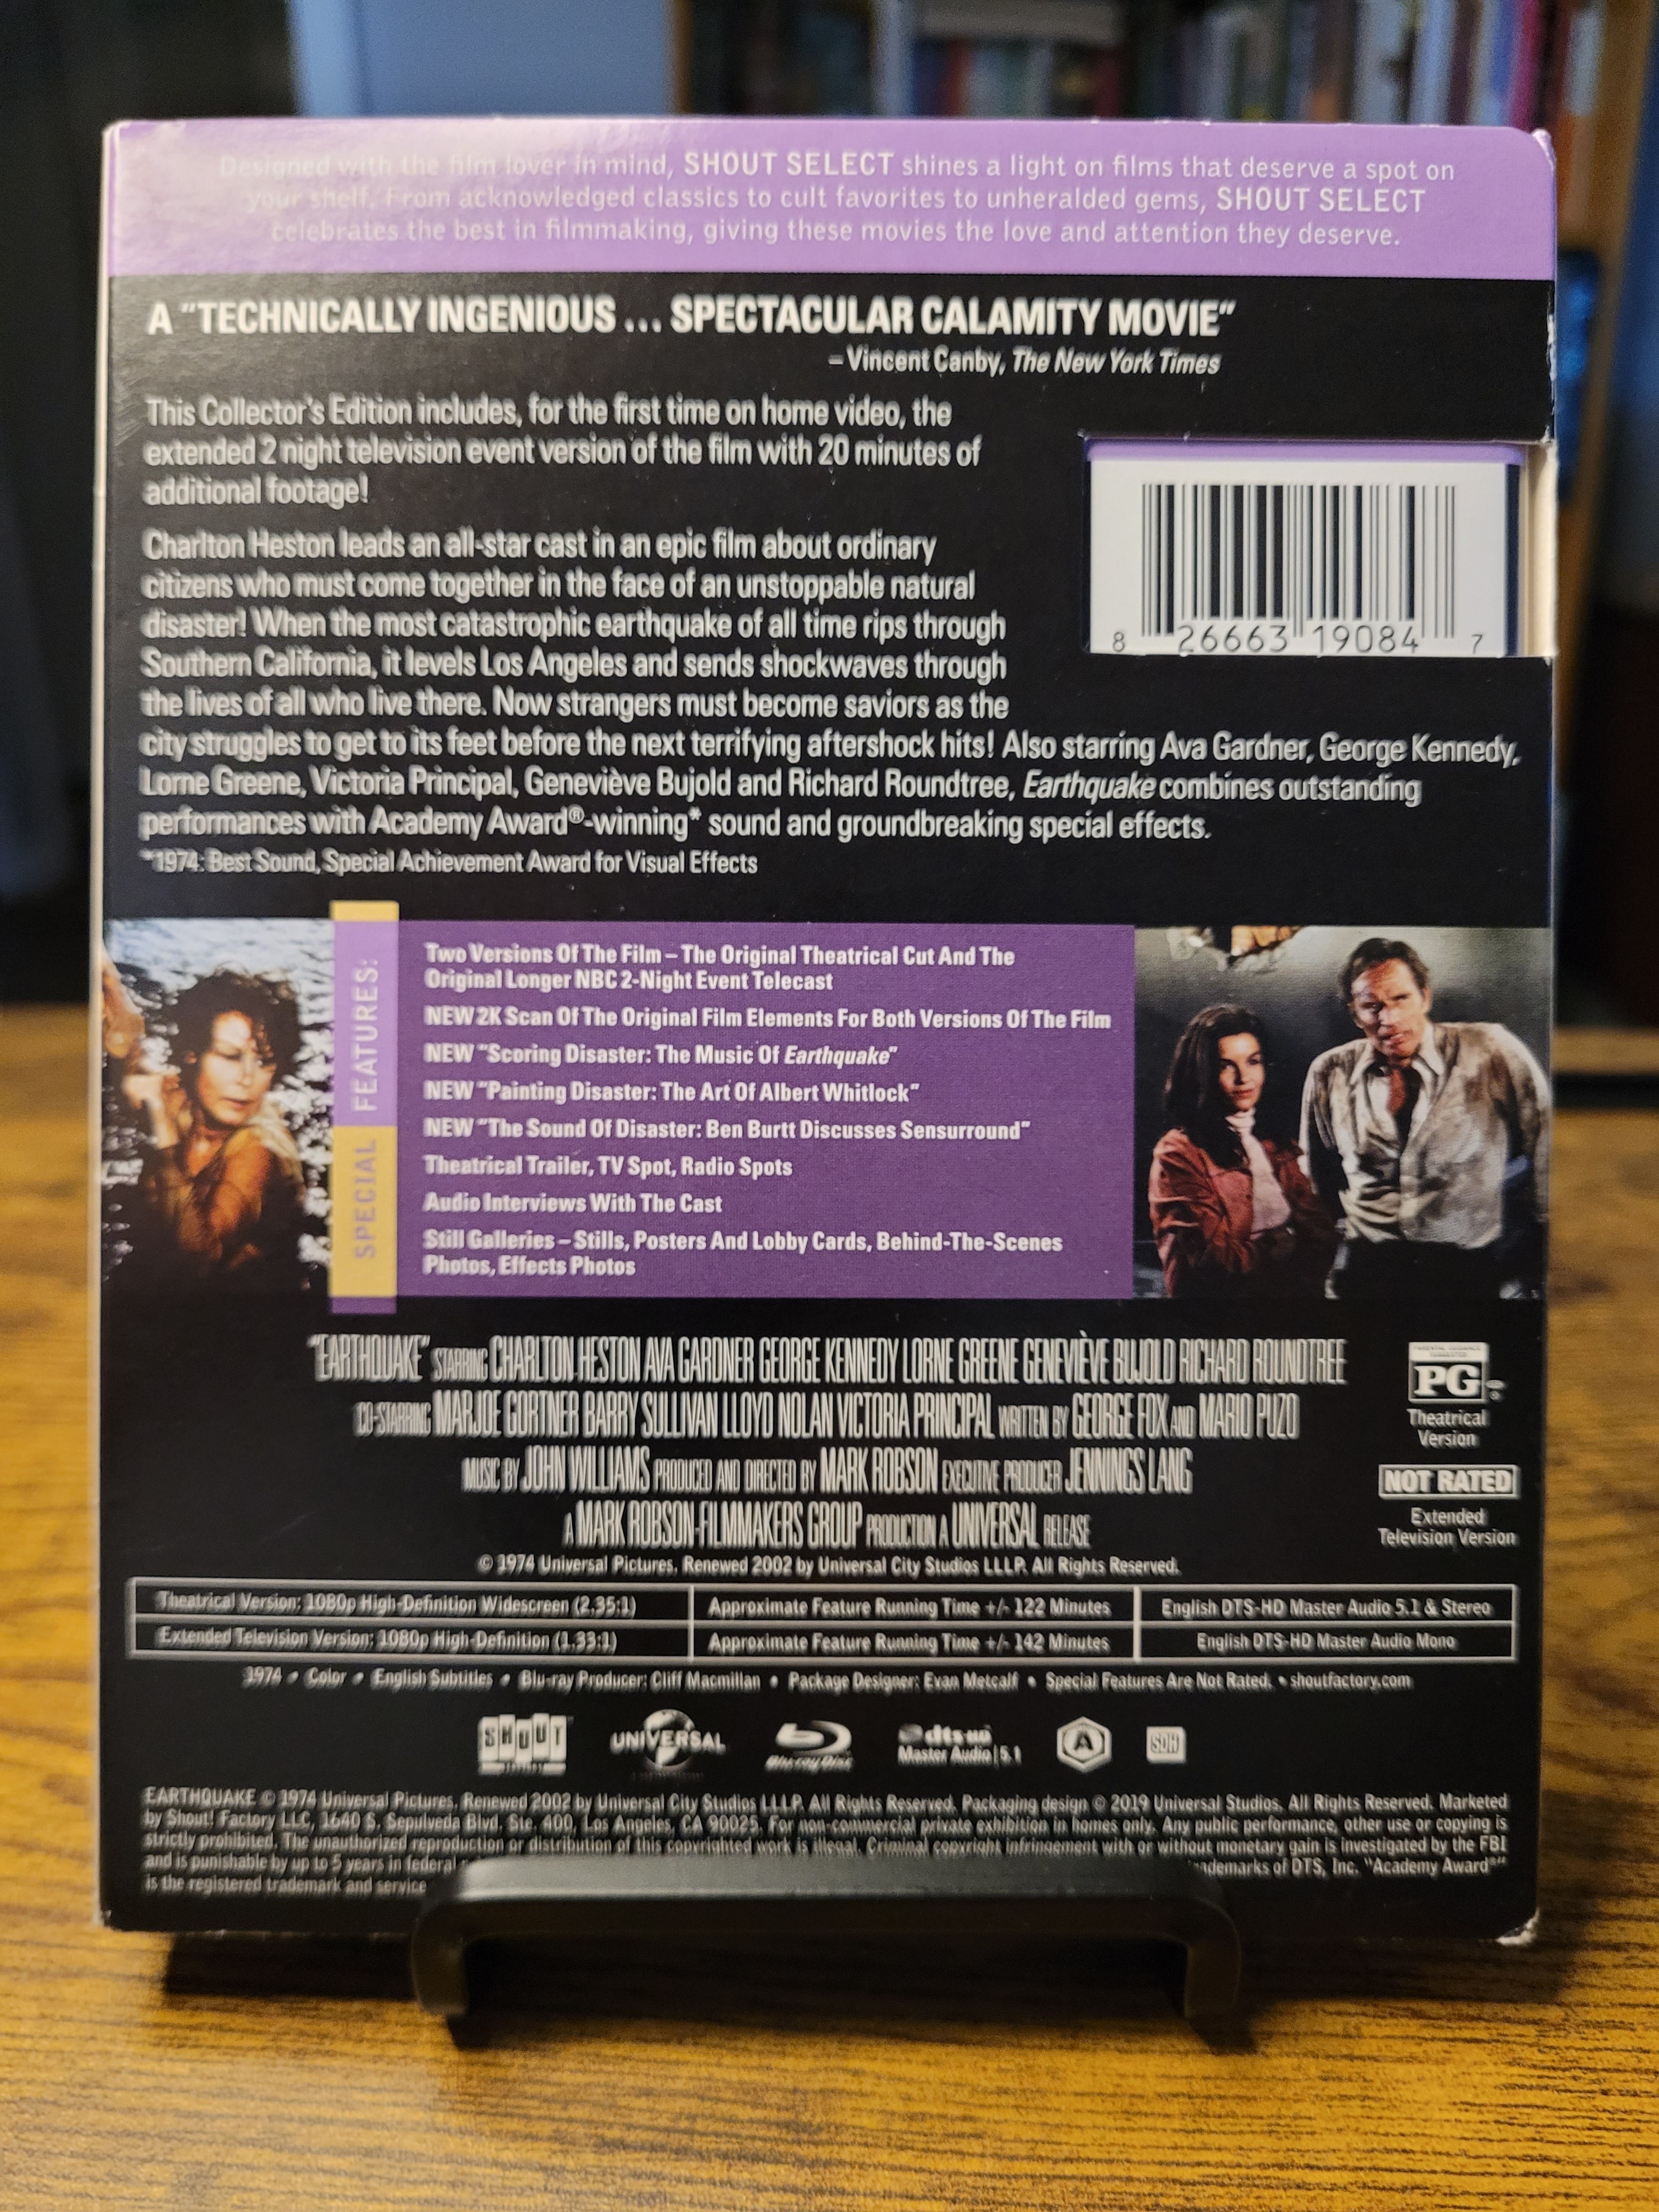 Designed with the film lover in mind, SHOUT SELECT shines a light on films that deserve a spot on
your shelf. From acknowledged classics to cult favorites to unheralded gems, SHOUT SELECT
celebrates the best in filmmaking, giving these movies the love and attention they deserve.
A "TECHNICALLY INGENIOUS ... SPECTACULAR CALAMITY MOVIE"
– Vincent Canby, The New York Times
This Collector's Edition includes, for the first time on home video, the
extended 2 night television event version of the film with 20 minutes of
additional footage!
Charlton Heston leads an all-star cast in an epic film about ordinary
citizens who must come together in the face of an unstoppable natural
disaster! When the most catastrophic earthquake of all time rips through
Southern California, it levels Los Angeles and sends shockwaves through
the lives of all who live there. Now strangers must become saviors as the
city struggles to get to its feet before the next terrifying aftershock hits! Also starring Ava Gardner, George Kennedy,
Lorne Greene, Victoria Principal, Geneviève Bujold and Richard Roundtree, Earthquake combines outstanding
performances with Academy Award®-winning* sound and groundbreaking special effects.
*1974: Best Sound, Special Achievement Award for Visual Effects
8 26663 19084 7
SPECIAL FEATURES:
Two Versions Of The Film – The Original Theatrical Cut And The
Original Longer NBC 2-Night Event Telecast
NEW 2K Scan Of The Original Film Elements For Both Versions Of The Film
NEW "Scoring Disaster: The Music Of Earthquake"
NEW "Painting Disaster: The Art Of Albert Whitlock"
NEW "The Sound Of Disaster: Ben Burtt Discusses Sensurround"
Theatrical Trailer, TV Spot, Radio Spots
Audio Interviews With The Cast
Still Galleries – Stills, Posters And Lobby Cards, Behind-The-Scenes
Photos, Effects Photos
"EARTHQUAKE" STARRING CHARLTON HESTON AVA GARDNER GEORGE KENNEDY LORNE GREENE GENEVIÈVE BUJOLD RICHARD ROUNDTREE
CO-STARRING MARJOE GORTNER BARRY SULLIVAN LLOYD NOLAN VICTORIA PRINCIPAL WRITTEN BY GEORGE FOX AND MARIO PUZO
MUSIC BY JOHN WILLIAMS PRODUCED AND DIRECTED BY MARK ROBSON EXECUTIVE PRODUCER JENNINGS LANG
A MARK ROBSON-FILMMAKERS GROUP PRODUCTION A UNIVERSAL RELEASE
© 1974 Universal Pictures. Renewed 2002 by Universal City Studios LLLP. All Rights Reserved.
PG
Theatrical
Version
NOT RATED
Extended
Television Version
Theatrical Version: 1080p High-Definition Widescreen (2.35:1) Approximate Feature Running Time +/- 122 Minutes English DTS-HD Master Audio 5.1 & Stereo
Extended Television Version: 1080p High-Definition (1.33:1) Approximate Feature Running Time +/- 142 Minutes English DTS-HD Master Audio Mono
1974 • Color • English Subtitles • Blu-ray Producer: Cliff Macmillan • Package Designer: Evan Metcalf • Special Features Are Not Rated. • shoutfactory.com
SHOUT UNIVERSAL Blu-ray Disc dts-HD Master Audio | 5.1 A SDH
EARTHQUAKE © 1974 Universal Pictures. Renewed 2002 by Universal City Studios LLLP. All Rights Reserved. Packaging design © 2019 Universal Studios. All Rights Reserved. Marketed
by Shout! Factory LLC, 1640 S. Sepulveda Blvd. Ste. 400, Los Angeles, CA 90025. For non-commercial private exhibition in homes only. Any public performance, other use or copying is
strictly prohibited. The unauthorized reproduction or distribution of this copyrighted work is illegal. Criminal copyright infringement with or without monetary gain is investigated by the FBI
and is punishable by up to 5 years in federal trademarks of DTS, Inc. "Academy Award®"
is the registered trademark and service